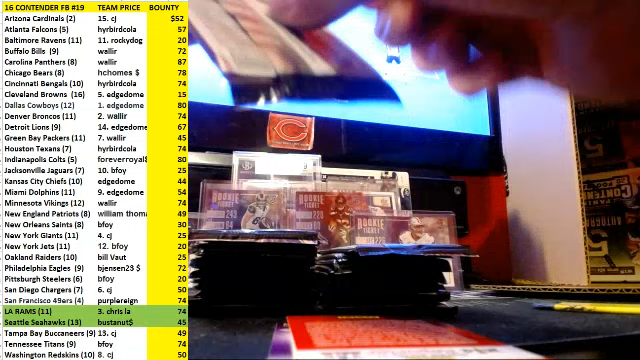 16 CONTENDER FB #19 TEAM PRICE BOUNTY
Arizona Cardinals (2) 15. cj $52
Atlanta Falcons (5) hyrbirdcola 57
Baltimore Ravens (11) 11. rockydog 20
Buffalo Bills (9) wallir 62
Carolina Panthers (8) wallir 87
Chicago Bears (8) hchomes $ 78
Cincinnati Bengals (10) hyrbirdcola 74
Cleveland Browns (16) 5. edgedome 15
Dallas Cowboys (12) 1. edgedome 80
Denver Broncos (11) 2. wallir 74
Detroit Lions (9) 14. edgedome 67
Green Bay Packers (11) 7. wallir 45
Houston Texans (7) hyrbirdcola 74
Indianapolis Colts (5) foreverroyal$ 80
Jacksonville Jaguars (7) 10. bfoy 25
Kansas City Chiefs (10) edgedome 44
Miami Dolphins (11) 9. edgedome 54
Minnesota Vikings (12) wallir 74
New England Patriots (8) william thoma 49
New Orleans Saints (8) bfoy 30
New York Giants (11) 4. cj 25
New York Jets (11) 12. bfoy 20
Oakland Raiders (10) bill Vaut 25
Philadelphia Eagles (9) bjensen23 $ 72
Pittsburgh Steelers (6) bfoy 20
San Diego Chargers (7) 6. cj 50
San Francisco 49ers (4) purplereign 74
LA RAMS (11) 3. chris la 74
Seattle Seahawks (13) bustanut$ 45
Tampa Bay Buccaneers (9) 13. cj 49
Tennessee Titans (9) bfoy 74
Washington Redskins (10) 8. cj 50
ROOKIE TICKET
ROOKIE TICKET
ROOKIE TICKET